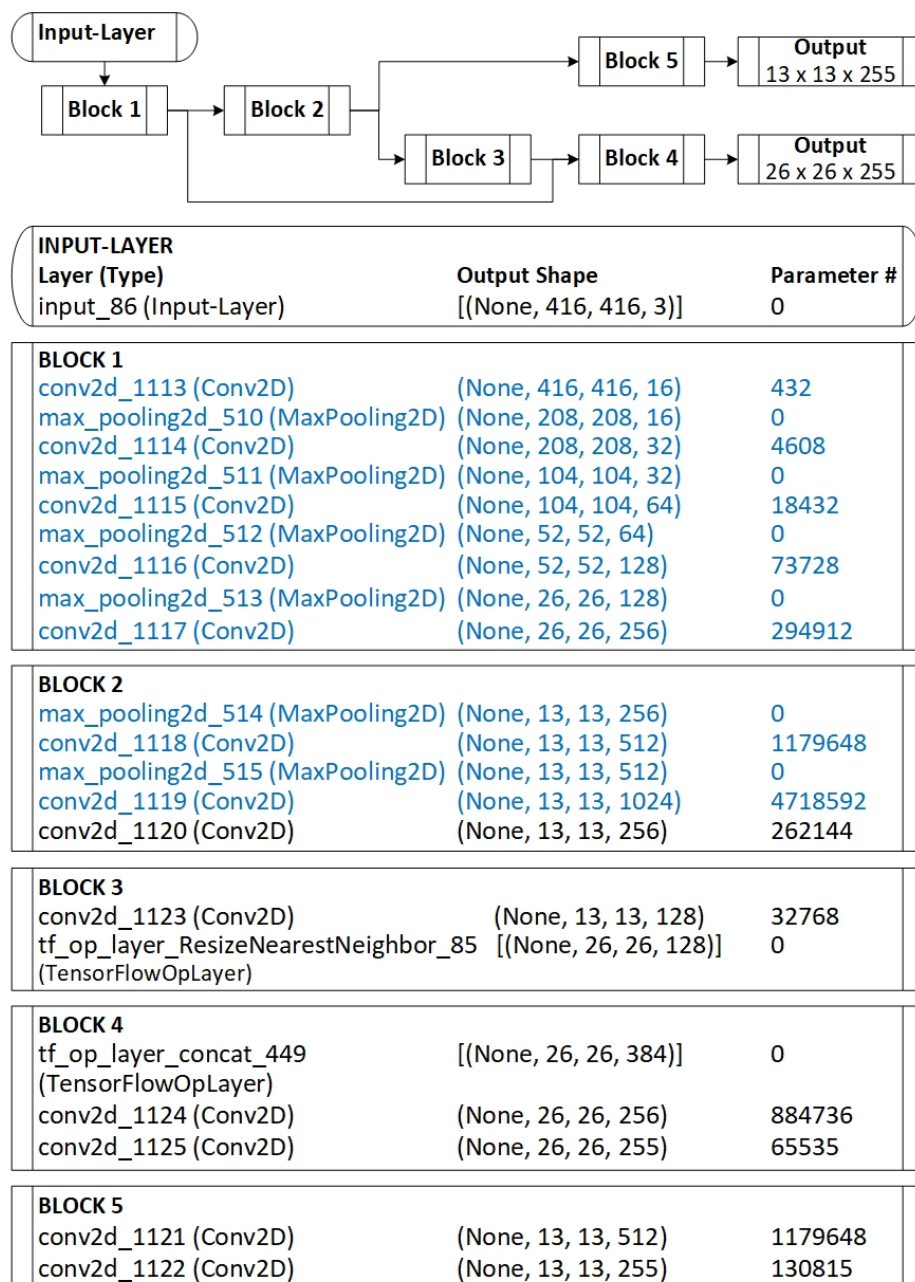 Input-Layer
Block 1
Block 2
Block 3
Block 4
Block 5
Output
13 x 13 x 255
Output
26 x 26 x 255
INPUT-LAYER
Layer (Type) Output Shape Parameter #
input_86 (Input-Layer) [(None, 416, 416, 3)] 0
BLOCK 1
conv2d_1113 (Conv2D) (None, 416, 416, 16) 432
max_pooling2d_510 (MaxPooling2D) (None, 208, 208, 16) 0
conv2d_1114 (Conv2D) (None, 208, 208, 32) 4608
max_pooling2d_511 (MaxPooling2D) (None, 104, 104, 32) 0
conv2d_1115 (Conv2D) (None, 104, 104, 64) 18432
max_pooling2d_512 (MaxPooling2D) (None, 52, 52, 64) 0
conv2d_1116 (Conv2D) (None, 52, 52, 128) 73728
max_pooling2d_513 (MaxPooling2D) (None, 26, 26, 128) 0
conv2d_1117 (Conv2D) (None, 26, 26, 256) 294912
BLOCK 2
max_pooling2d_514 (MaxPooling2D) (None, 13, 13, 256) 0
conv2d_1118 (Conv2D) (None, 13, 13, 512) 1179648
max_pooling2d_515 (MaxPooling2D) (None, 13, 13, 512) 0
conv2d_1119 (Conv2D) (None, 13, 13, 1024) 4718592
conv2d_1120 (Conv2D) (None, 13, 13, 256) 262144
BLOCK 3
conv2d_1123 (Conv2D) (None, 13, 13, 128) 32768
tf_op_layer_ResizeNearestNeighbor_85 [(None, 26, 26, 128)] 0
(TensorFlowOpLayer)
BLOCK 4
tf_op_layer_concat_449 [(None, 26, 26, 384)] 0
(TensorFlowOpLayer)
conv2d_1124 (Conv2D) (None, 26, 26, 256) 884736
conv2d_1125 (Conv2D) (None, 26, 26, 255) 65535
BLOCK 5
conv2d_1121 (Conv2D) (None, 13, 13, 512) 1179648
conv2d_1122 (Conv2D) (None, 13, 13, 255) 130815